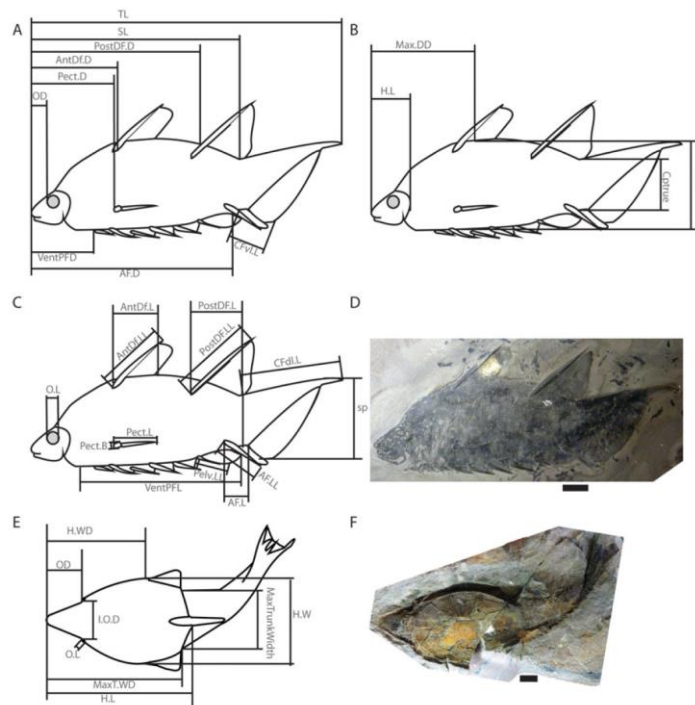 A
TL
SL
PostDF.D
AntDf.D
Pect.D
OD
VentPFD
AF.D
CFvl.L
B
Max.DD
H.L
Cptrue
C
AntDf.L
PostDF.L
AntDf.LL
PostDF.LL
CFdl.L
O.L
Pect.L
Pect.B
sp
Pelv.LL
AF.LL
VentPFL
AF.L
D
E
H.WD
OD
I.O.D
MaxTrunkWidth
H.W
O.L
MaxT.WD
H.L
F